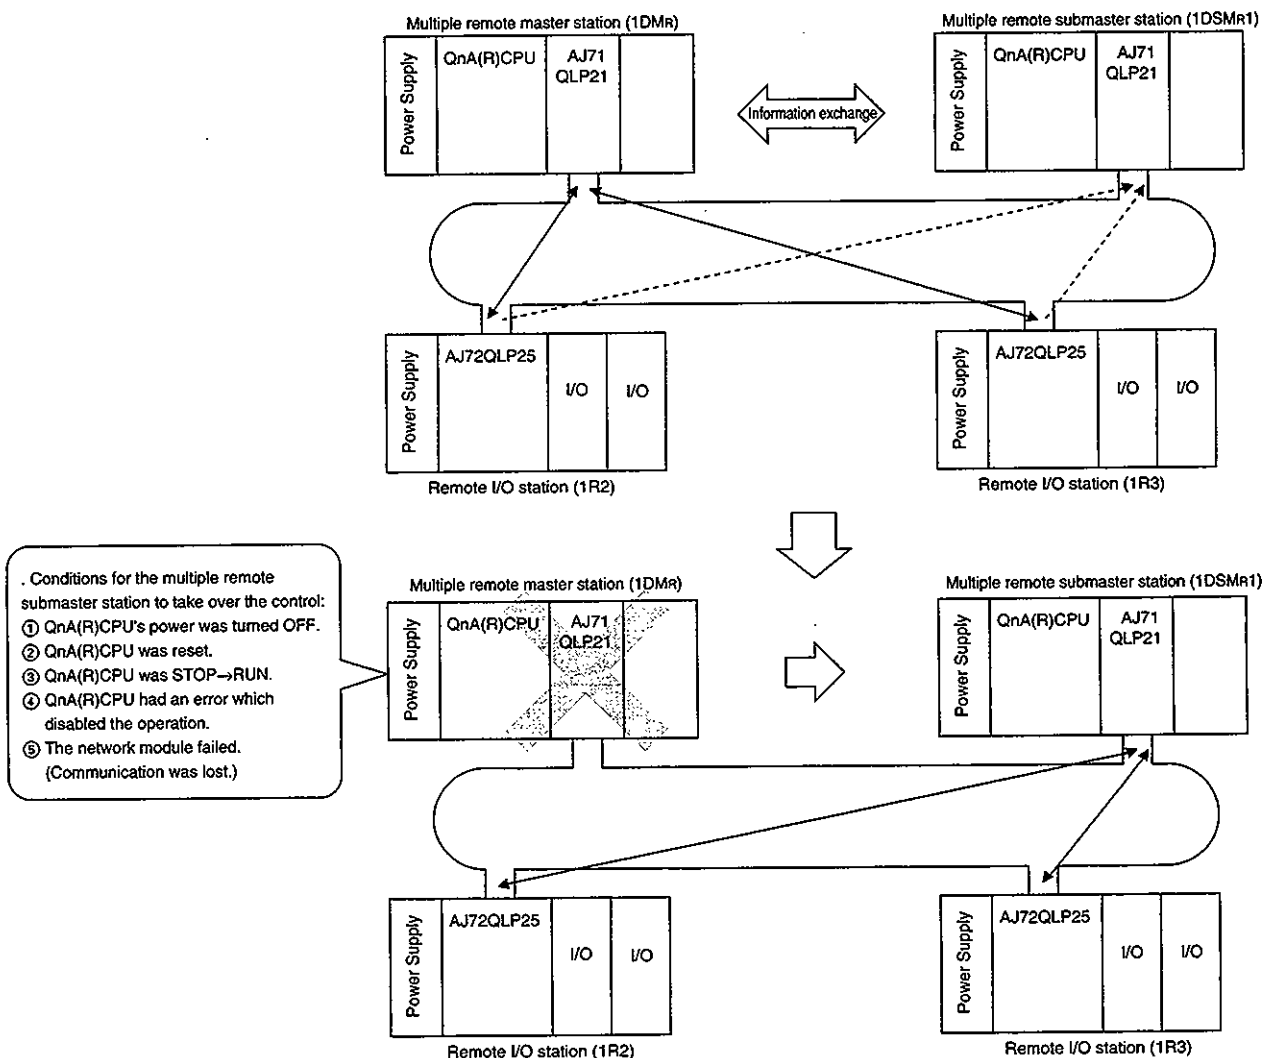 Multiple remote master station (1DMR)
Multiple remote submaster station (1DSMR1)
Power Supply
QnA(R)CPU
AJ71
QLP21
Information exchange
Power Supply
QnA(R)CPU
AJ71
QLP21
Power Supply
AJ72QLP25
I/O
I/O
Power Supply
AJ72QLP25
I/O
I/O
Remote I/O station (1R2)
Remote I/O station (1R3)
. Conditions for the multiple remote
submaster station to take over the control:
① QnA(R)CPU's power was turned OFF.
② QnA(R)CPU was reset.
③ QnA(R)CPU was STOP→RUN.
④ QnA(R)CPU had an error which
disabled the operation.
⑤ The network module failed.
(Communication was lost.)
Multiple remote master station (1DMR)
Multiple remote submaster station (1DSMR1)
Power Supply
QnA(R)CPU
AJ71
QLP21
Power Supply
QnA(R)CPU
AJ71
QLP21
Power Supply
AJ72QLP25
I/O
I/O
Power Supply
AJ72QLP25
I/O
I/O
Remote I/O station (1R2)
Remote I/O station (1R3)